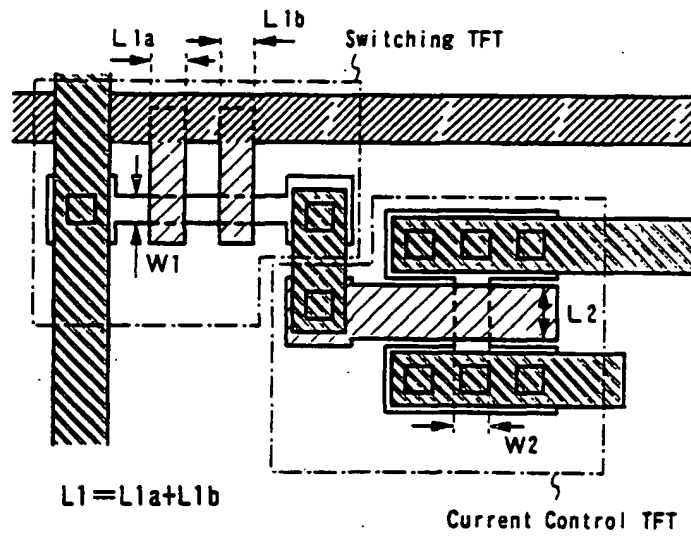 L1b
Switching TFT
L1a
W1
L2
W2
L1=L1a+L1b
Current Control TFT